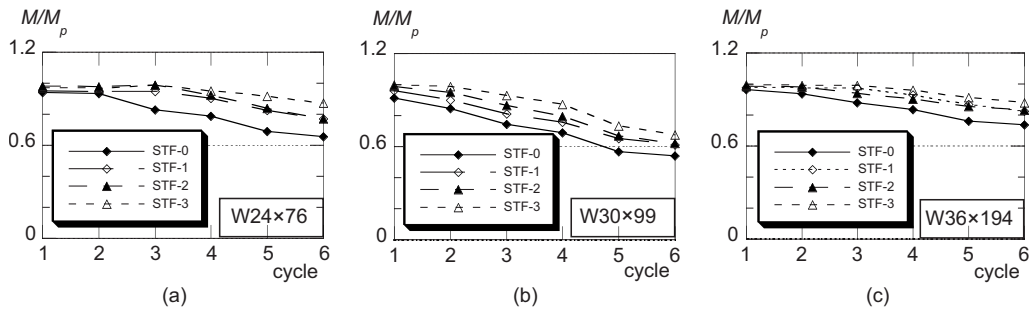 M/Mp
1.2
0.6
0
STF-0
STF-1
STF-2
STF-3
W24×76
1 2 3 4 5 6
cycle
(a)
M/Mp
1.2
0.6
0
STF-0
STF-1
STF-2
STF-3
W30×99
1 2 3 4 5 6
cycle
(b)
M/Mp
1.2
0.6
0
STF-0
STF-1
STF-2
STF-3
W36×194
1 2 3 4 5 6
cycle
(c)